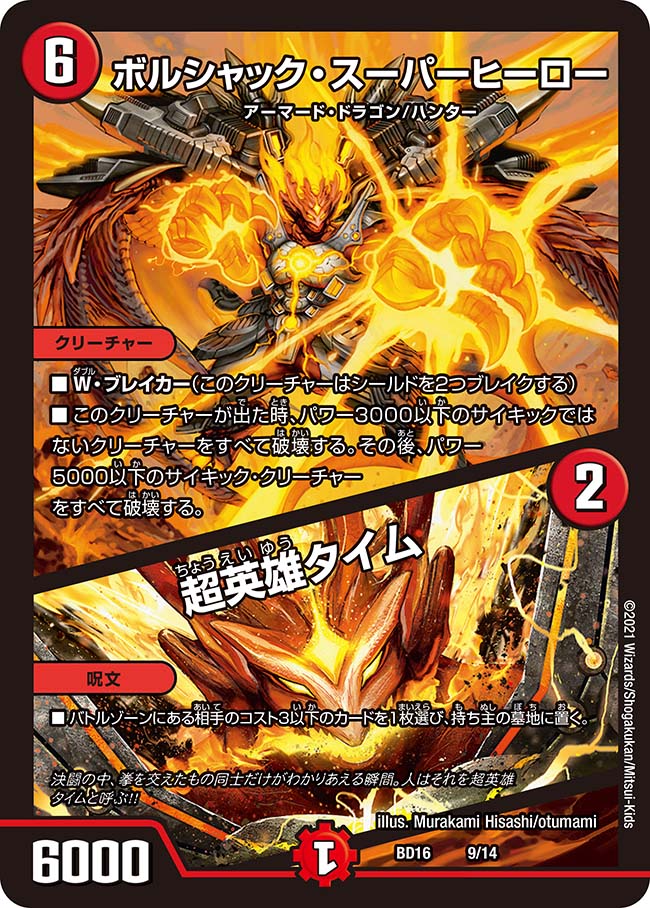 6
ボルシャック・スーパーヒーロー
アーマード・ドラゴン/ハンター
クリーチャー
■W・ブレイカー(このクリーチャーはシールドを2つブレイクする)
■このクリーチャーが出た時、パワー3000以下のサイキックでは
ないクリーチャーをすべて破壊する。その後、パワー
5000以下のサイキック・クリーチャー
をすべて破壊する。
2
超英雄タイム
呪文
■バトルゾーンにある相手のコスト3以下のカードを1枚選び、持ち主の墓地に置く。
決闘の中、拳を交えたもの同士だけがわかりあえる瞬間。人はそれを超英雄
タイムと呼ぶ!!
illus. Murakami Hisashi/otumami
6000
1
BD16 9/14
©2021 Wizards/Shogakukan/Mitsui-Kids